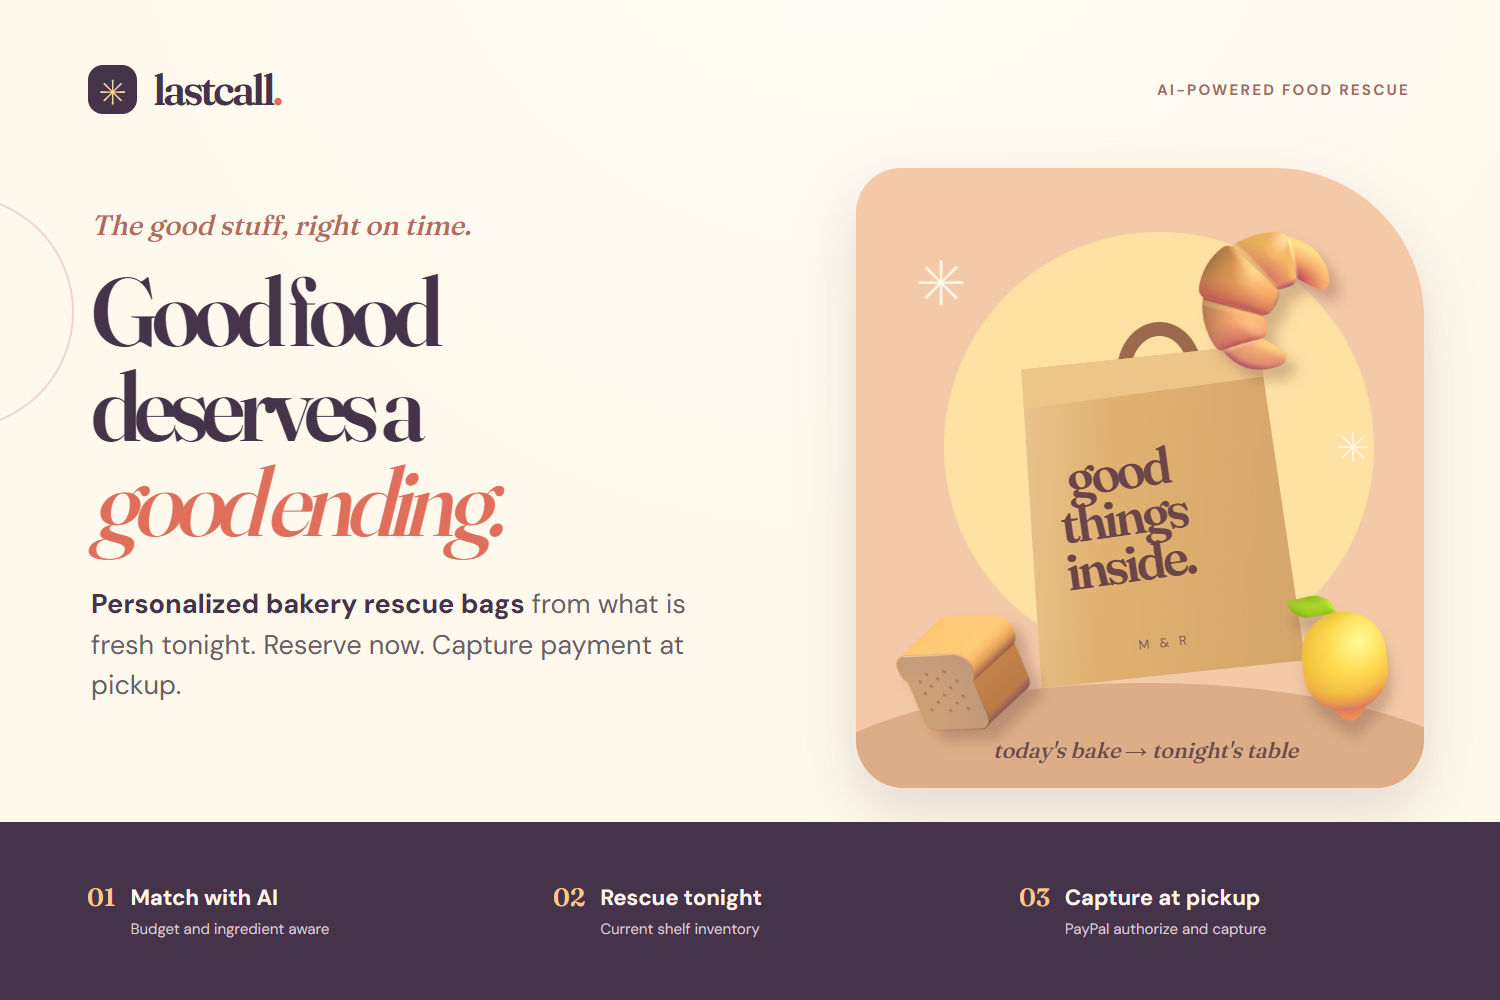 lastcall.
AI-POWERED FOOD RESCUE
The good stuff, right on time.
Good food
deserves a
good ending.
Personalized bakery rescue bags from what is
fresh tonight. Reserve now. Capture payment at
pickup.
good
things
inside.
M & R
today's bake → tonight's table
01 Match with AI
Budget and ingredient aware
02 Rescue tonight
Current shelf inventory
03 Capture at pickup
PayPal authorize and capture